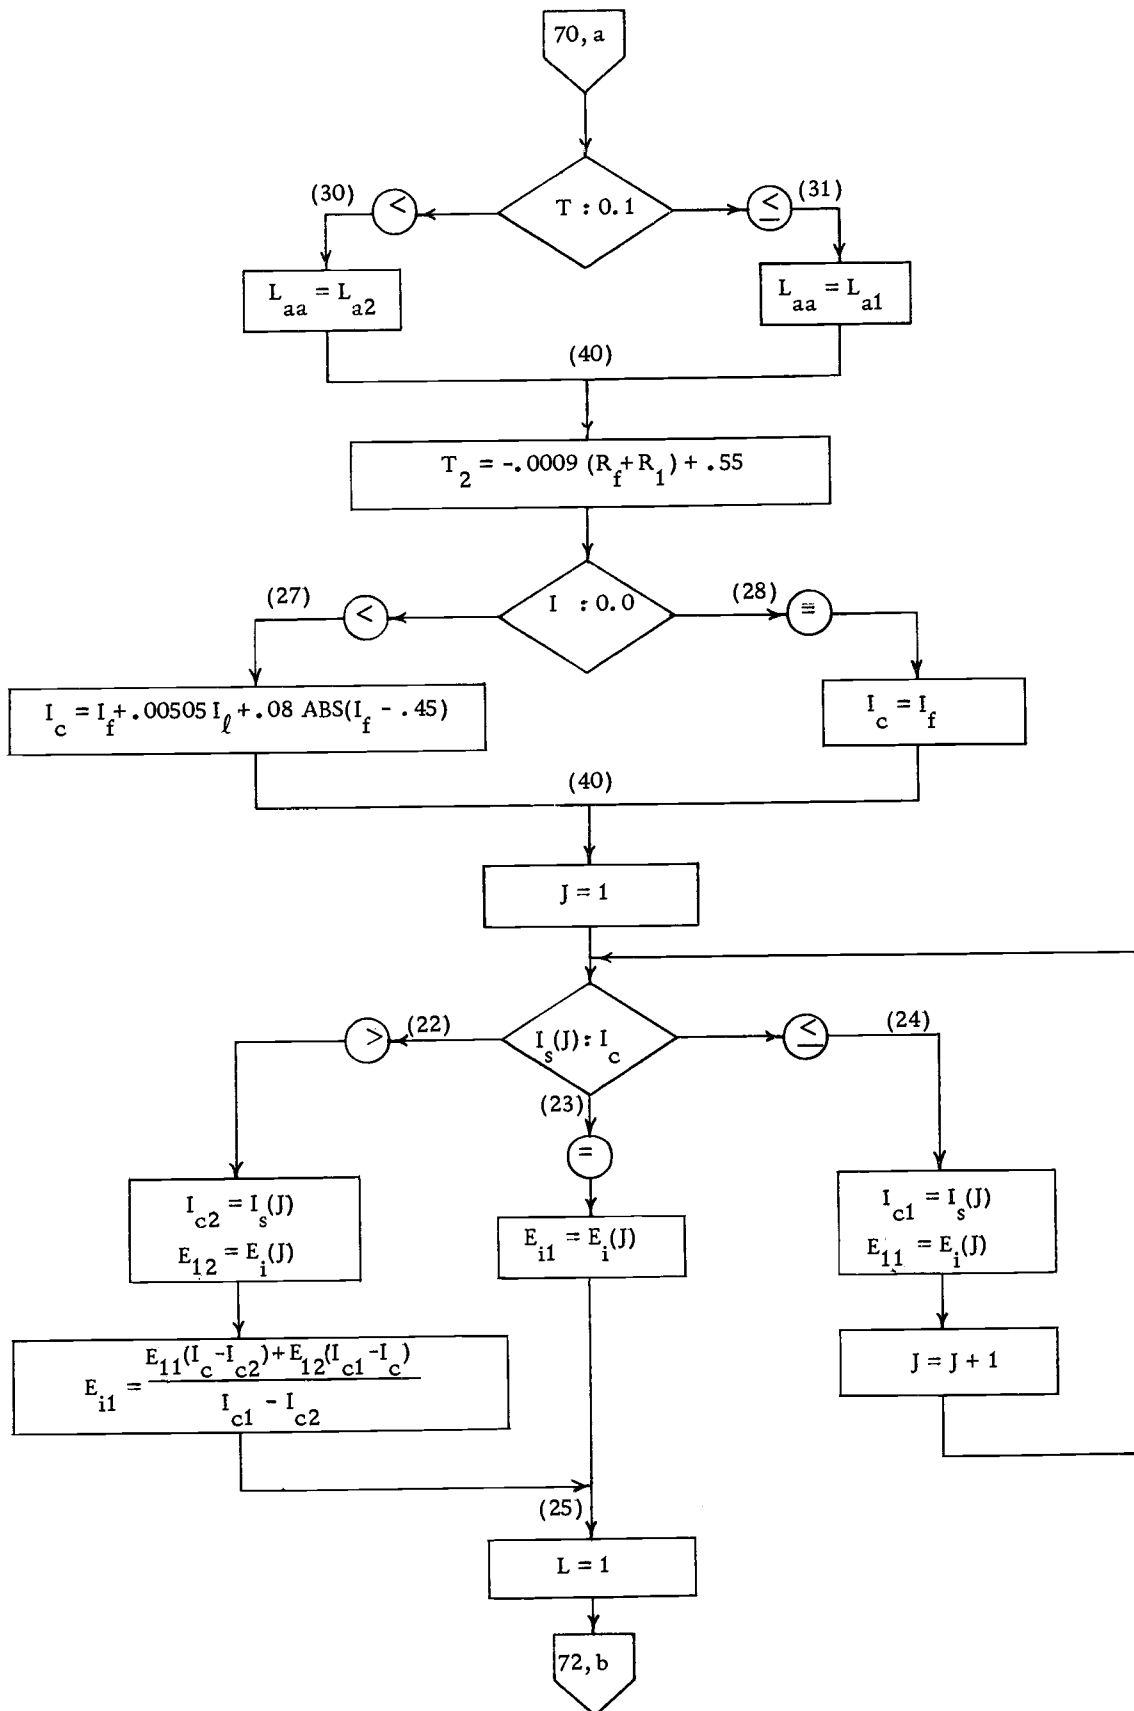 70, a
T : 0.1
(30)
<
≤
(31)
L_aa = L_a2
L_aa = L_a1
(40)
T_2 = -.0009 (R_f + R_1) + .55
I : 0.0
(27)
<
(28)
=
I_c = I_f + .00505 I_ℓ + .08 ABS(I_f - .45)
I_c = I_f
(40)
J = 1
I_s(J) : I_c
>
(22)
≤
(24)
(23)
=
I_c2 = I_s(J)
E_12 = E_i(J)
E_i1 = E_i(J)
I_c1 = I_s(J)
E_11 = E_i(J)
E_i1 = E_11(I_c - I_c2) + E_12(I_c1 - I_c) / I_c1 - I_c2
J = J + 1
(25)
L = 1
72, b